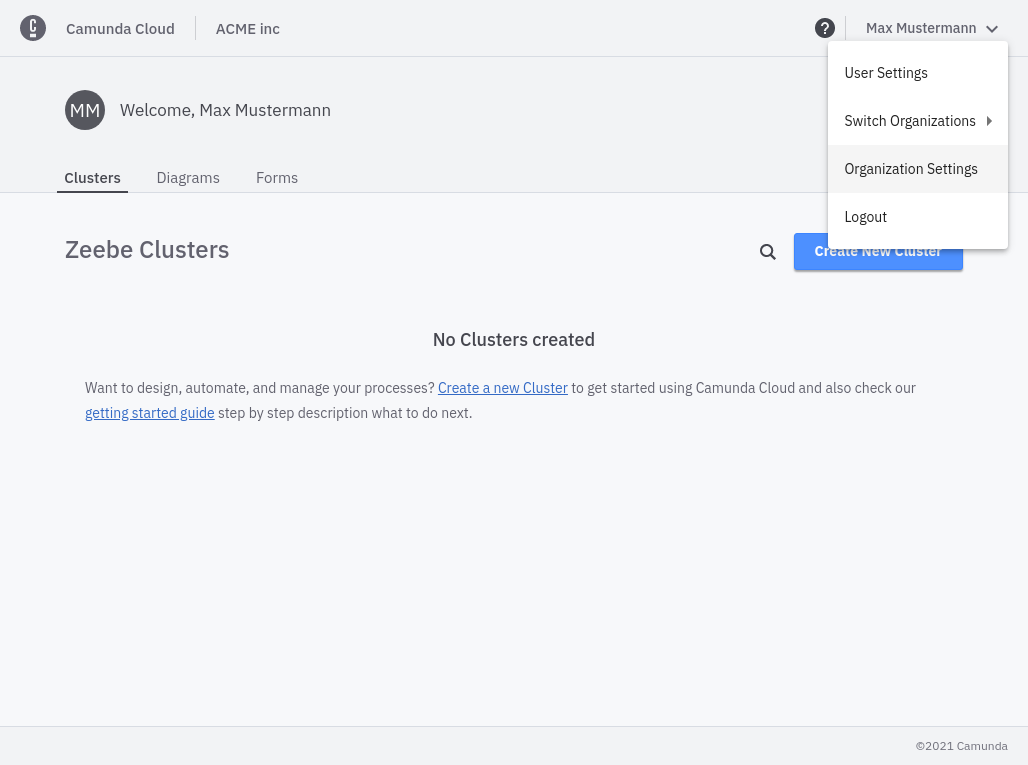 Camunda Cloud
ACME inc
?
Max Mustermann
User Settings
Switch Organizations
Organization Settings
Logout
MM
Welcome, Max Mustermann
Clusters
Diagrams
Forms
Zeebe Clusters
Create New Cluster
No Clusters created
Want to design, automate, and manage your processes? Create a new Cluster to get started using Camunda Cloud and also check our
getting started guide step by step description what to do next.
©2021 Camunda